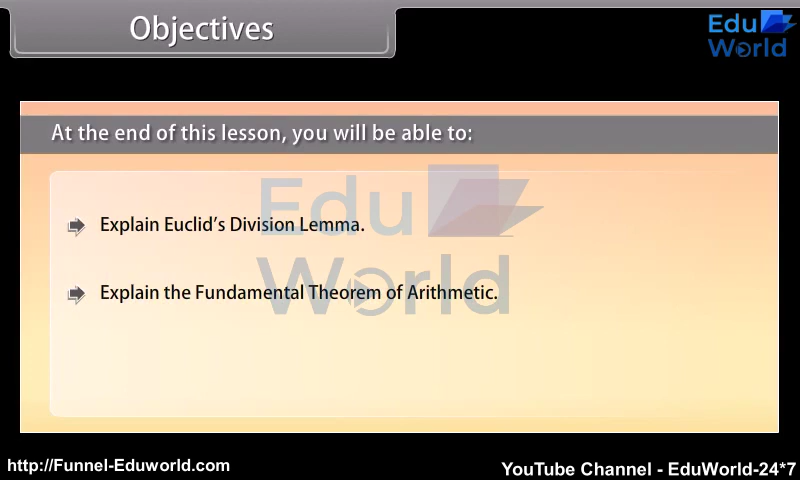 Objectives
Edu
World
At the end of this lesson, you will be able to:
Edu
World
Explain Euclid’s Division Lemma.
Explain the Fundamental Theorem of Arithmetic.
http://Funnel-Eduworld.com
YouTube Channel - EduWorld-24*7